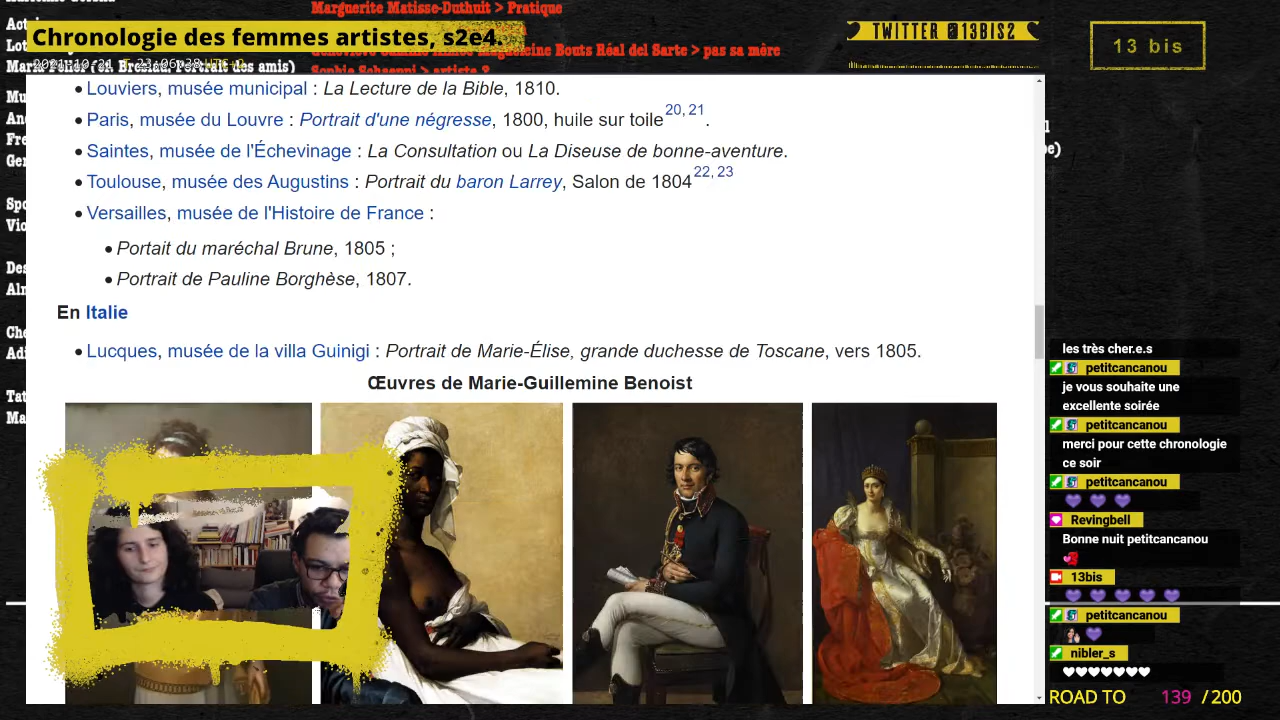 Marguerite Matisse-Duthuit > Pratique
Chronologie des femmes artistes, s2e4.
TWITTER @13BIS2
13 bis
Louviers, musée municipal : La Lecture de la Bible, 1810.
Paris, musée du Louvre : Portrait d'une négresse, 1800, huile sur toile20, 21.
Saintes, musée de l'Échevinage : La Consultation ou La Diseuse de bonne-aventure.
Toulouse, musée des Augustins : Portrait du baron Larrey, Salon de 180422, 23
Versailles, musée de l'Histoire de France :
Portait du maréchal Brune, 1805 ;
Portrait de Pauline Borghèse, 1807.
En Italie
Lucques, musée de la villa Guinigi : Portrait de Marie-Élise, grande duchesse de Toscane, vers 1805.
Œuvres de Marie-Guillemine Benoist
les très cher.e.s
petitcancanou
je vous souhaite une
excellente soirée
petitcancanou
merci pour cette chronologie
ce soir
petitcancanou
Revingbell
Bonne nuit petitcancanou
13bis
petitcancanou
nibler_s
ROAD TO 139 / 200